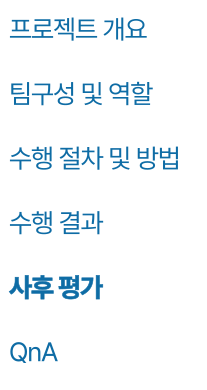 프로젝트 개요
팀구성 및 역할
수행 절차 및 방법
수행 결과
사후 평가
QnA